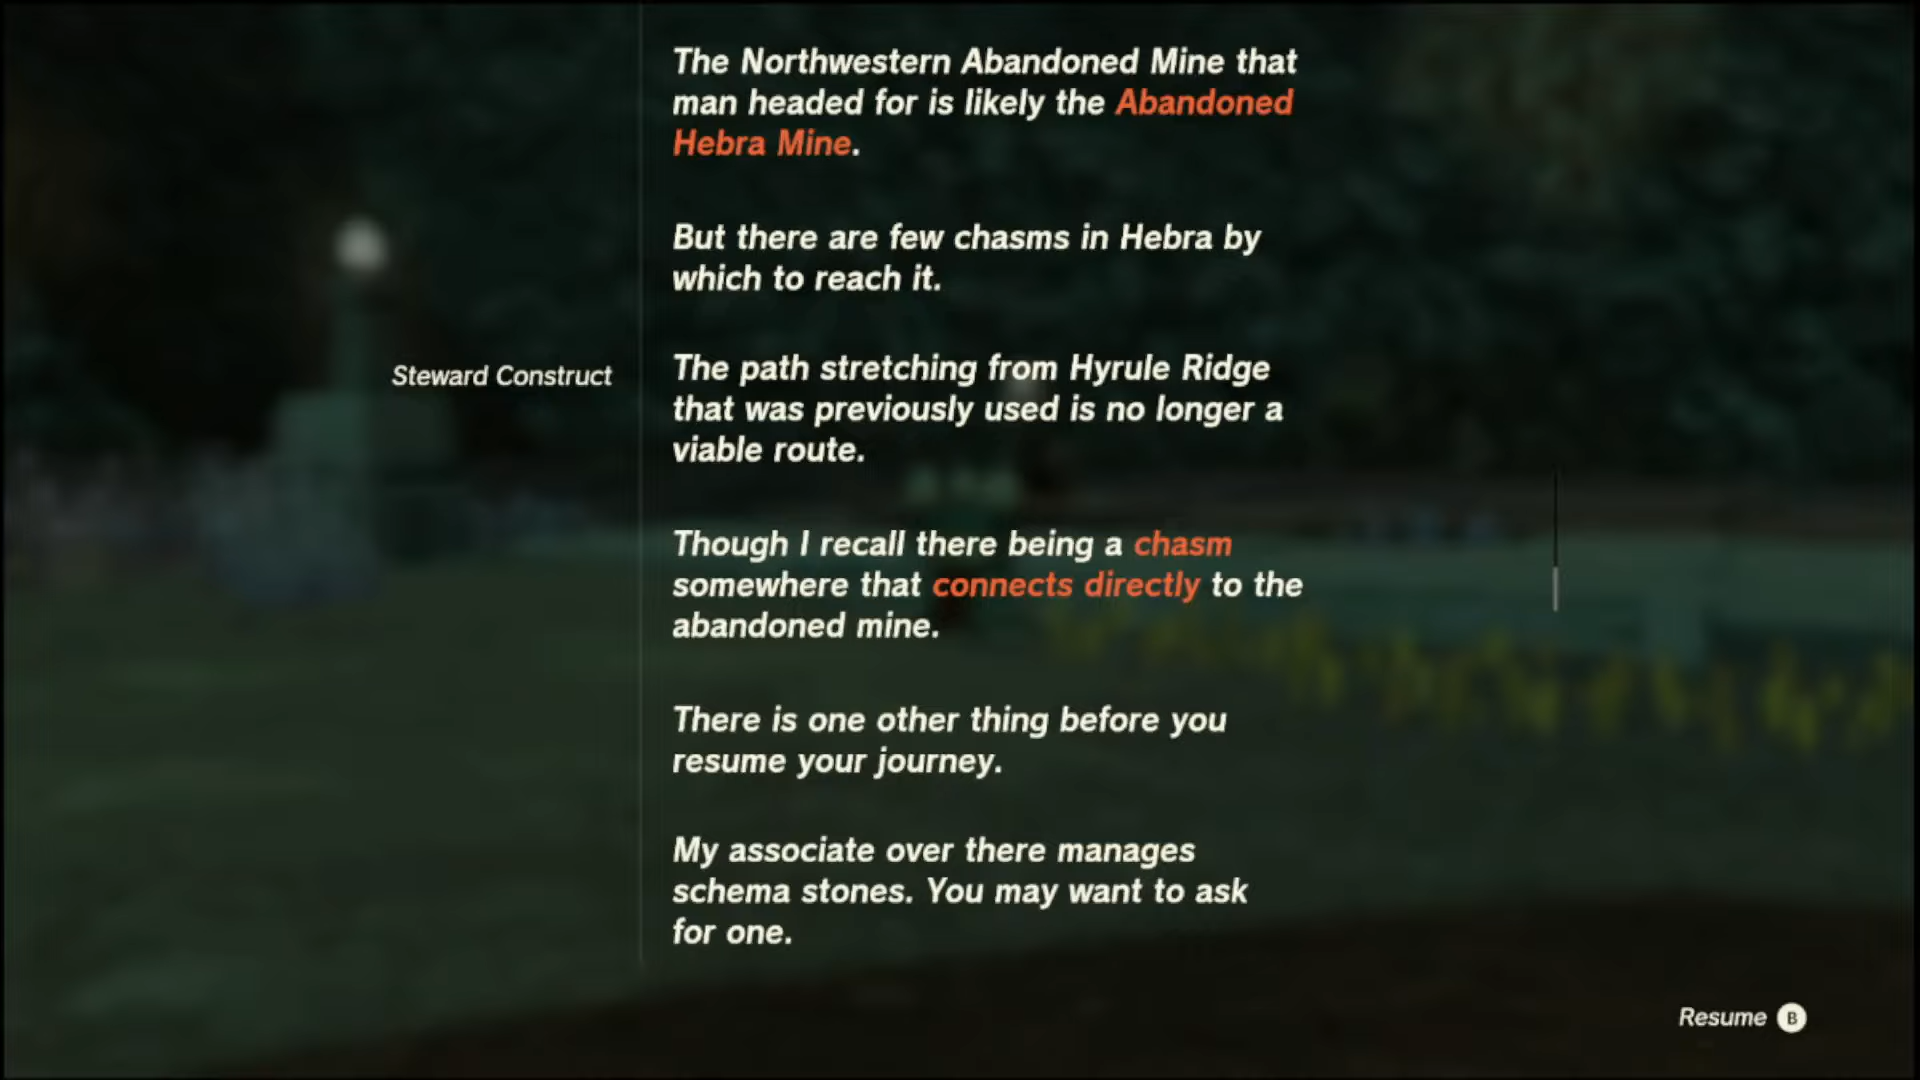 The Northwestern Abandoned Mine that
man headed for is likely the Abandoned
Hebra Mine.
But there are few chasms in Hebra by
which to reach it.
Steward Construct
The path stretching from Hyrule Ridge
that was previously used is no longer a
viable route.
Though I recall there being a chasm
somewhere that connects directly to the
abandoned mine.
There is one other thing before you
resume your journey.
My associate over there manages
schema stones. You may want to ask
for one.
Resume B